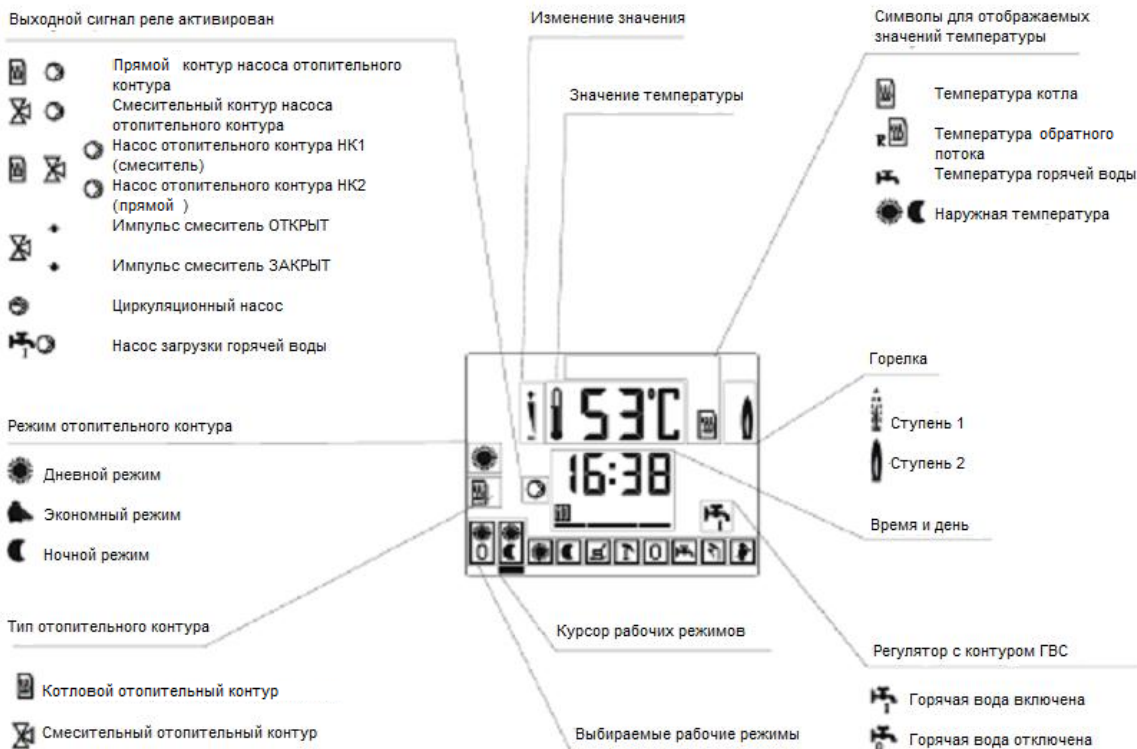 Выходной сигнал реле активирован
Прямой контур насоса отопительного
контура
Смесительный контур насоса
отопительного контура
Насос отопительного контура НК1
(смеситель)
Насос отопительного контура НК2
(прямой )
Импульс смеситель ОТКРЫТ
Импульс смеситель ЗАКРЫТ
Циркуляционный насос
Насос загрузки горячей воды
Изменение значения
Значение температуры
Символы для отображаемых
значений температуры
Температура котла
R
Температура обратного
потока
Температура горячей воды
Наружная температура
53°C
16:38
0
0
Режим отопительного контура
Дневной режим
Экономный режим
Ночной режим
Горелка
Ступень 1
Ступень 2
Время и день
Тип отопительного контура
Котловой отопительный контур
Смесительный отопительный контур
Курсор рабочих режимов
Выбираемые рабочие режимы
Регулятор с контуром ГВС
Горячая вода включена
Горячая вода отключена